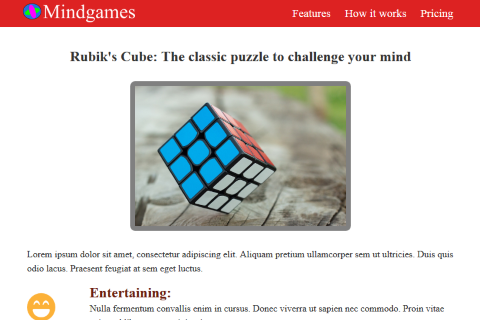 Mindgames
Features
How it works
Pricing
Rubik's Cube: The classic puzzle to challenge your mind
Lorem ipsum dolor sit amet, consectetur adipiscing elit. Aliquam pretium ullamcorper sem ut ultricies. Duis quis
odio lacus. Praesent feugiat at sem eget luctus.
Entertaining:
Nulla fermentum convallis enim in cursus. Donec viverra ut sapien nec commodo. Proin vitae